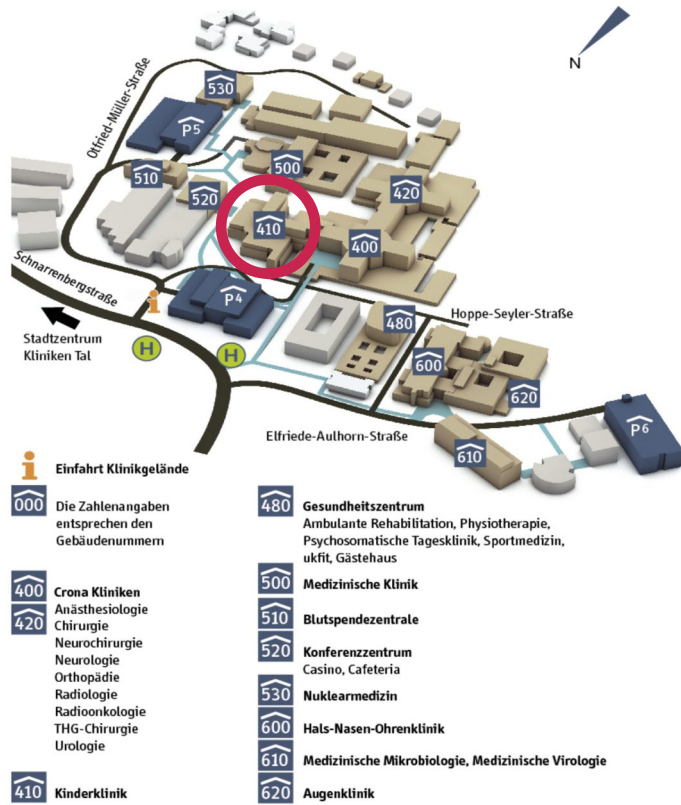 N
Otfried-Müller-Straße
530
P5
510
500
520
420
410
400
Schnarrenbergstraße
i
P4
Stadtzentrum
Kliniken Tal
H
H
480
Hoppe-Seyler-Straße
600
620
P6
Elfriede-Aulhorn-Straße
610
i Einfahrt Klinikgelände
000 Die Zahlenangaben
entsprechen den
Gebäudenummern
400 Crona Kliniken
420 Anästhesiologie
Chirurgie
Neurochirurgie
Neurologie
Orthopädie
Radiologie
Radioonkologie
THG-Chirurgie
Urologie
410 Kinderklinik
480 Gesundheitszentrum
Ambulante Rehabilitation, Physiotherapie,
Psychosomatische Tagesklinik, Sportmedizin,
ukfit, Gästehaus
500 Medizinische Klinik
510 Blutspendezentrale
520 Konferenzzentrum
Casino, Cafeteria
530 Nuklearmedizin
600 Hals-Nasen-Ohrenklinik
610 Medizinische Mikrobiologie, Medizinische Virologie
620 Augenklinik